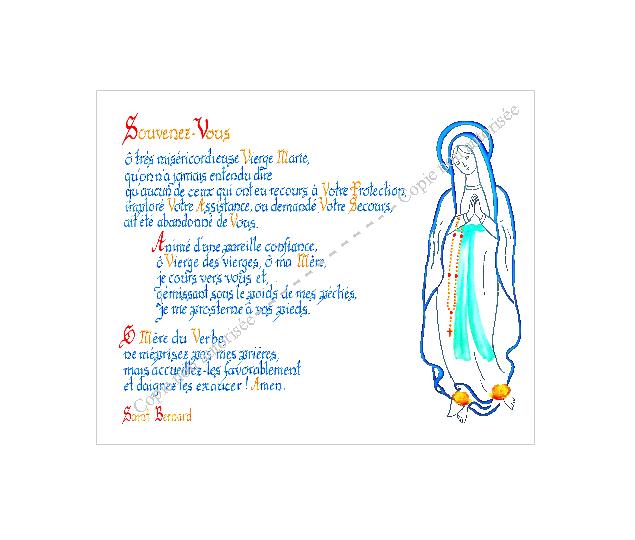 Souvenez-Vous
ô très miséricordieuse Vierge Marie,
qu'on n'a jamais entendu dire
qu'aucun de ceux qui ont eu recours à Votre Protection,
imploré Votre Assistance, ou demandé Votre Secours,
ait été abandonné de Vous.
Animé d'une pareille confiance,
ô Vierge des vierges, ô ma Mère,
je cours vers vous et,
gémissant sous le poids de mes péchés,
je me prosterne à vos pieds.
O Mère du Verbe
ne méprisez pas mes prières,
mais accueillez-les favorablement
et daignez les exaucer ! Amen.
Saint Bernard
Copie non autorisée - - - - - - - - Copie non autorisée